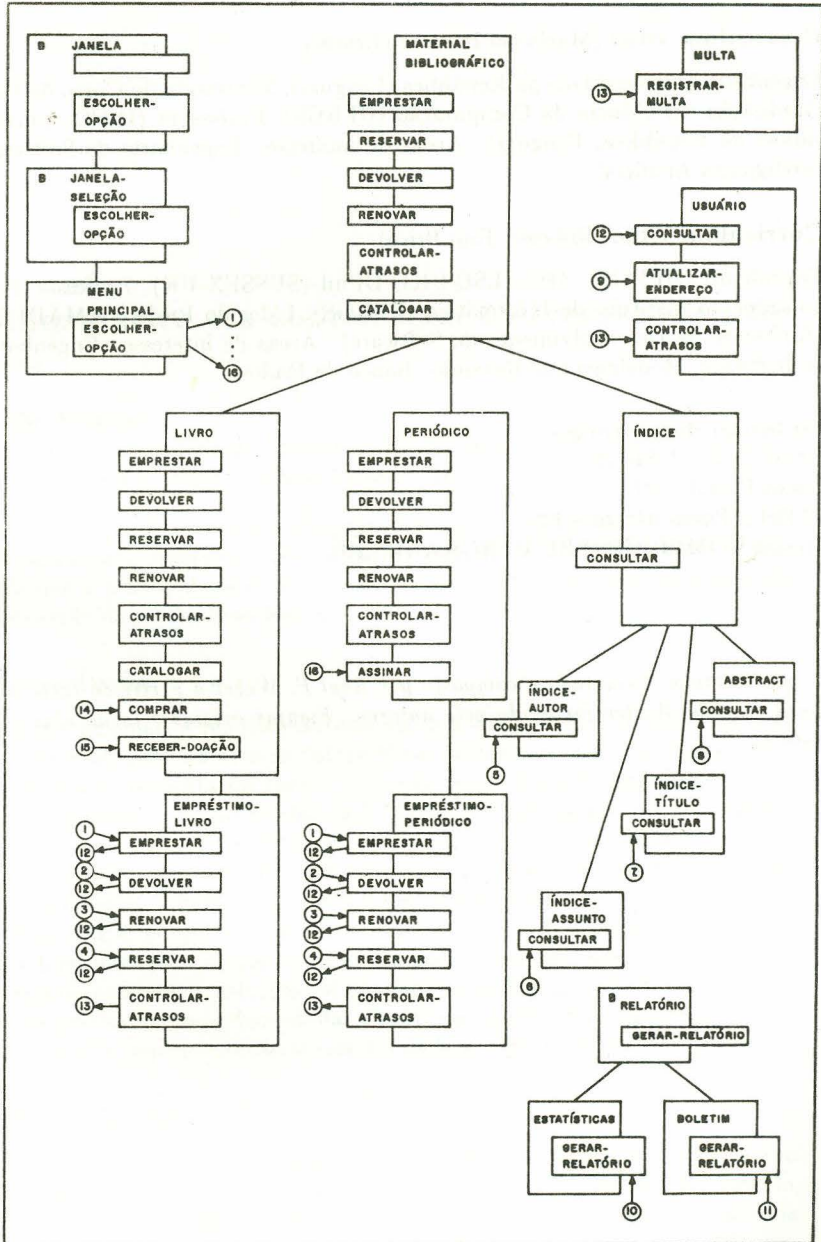 B JANELA
ESCOLHER-
OPÇÃO
B JANELA-
SELEÇÃO
ESCOLHER-
OPÇÃO
MENU
PRINCIPAL
ESCOLHER-
OPÇÃO
1
16
MATERIAL
BIBLIOGRÁFICO
EMPRESTAR
RESERVAR
DEVOLVER
RENOVAR
CONTROLAR-
ATRASOS
CATALOGAR
MULTA
13
REGISTRAR-
MULTA
USUÁRIO
12
CONSULTAR
9
ATUALIZAR-
ENDEREÇO
13
CONTROLAR-
ATRASOS
LIVRO
EMPRESTAR
DEVOLVER
RESERVAR
RENOVAR
CONTROLAR-
ATRASOS
CATALOGAR
14
COMPRAR
15
RECEBER-DOAÇÃO
PERIÓDICO
EMPRESTAR
DEVOLVER
RESERVAR
RENOVAR
CONTROLAR-
ATRASOS
16
ASSINAR
ÍNDICE
CONSULTAR
ÍNDICE-
AUTOR
CONSULTAR
5
ABSTRACT
CONSULTAR
8
ÍNDICE-
TÍTULO
CONSULTAR
7
ÍNDICE-
ASSUNTO
CONSULTAR
6
EMPRÉSTIMO-
LIVRO
1
12
EMPRESTAR
2
12
DEVOLVER
3
12
RENOVAR
4
12
RESERVAR
13
CONTROLAR-
ATRASOS
EMPRÉSTIMO-
PERIÓDICO
1
12
EMPRESTAR
2
12
DEVOLVER
3
12
RENOVAR
4
12
RESERVAR
13
CONTROLAR-
ATRASOS
B RELATÓRIO
GERAR-RELATÓRIO
ESTATÍSTICAS
GERAR-
RELATÓRIO
10
BOLETIM
GERAR-
RELATÓRIO
11